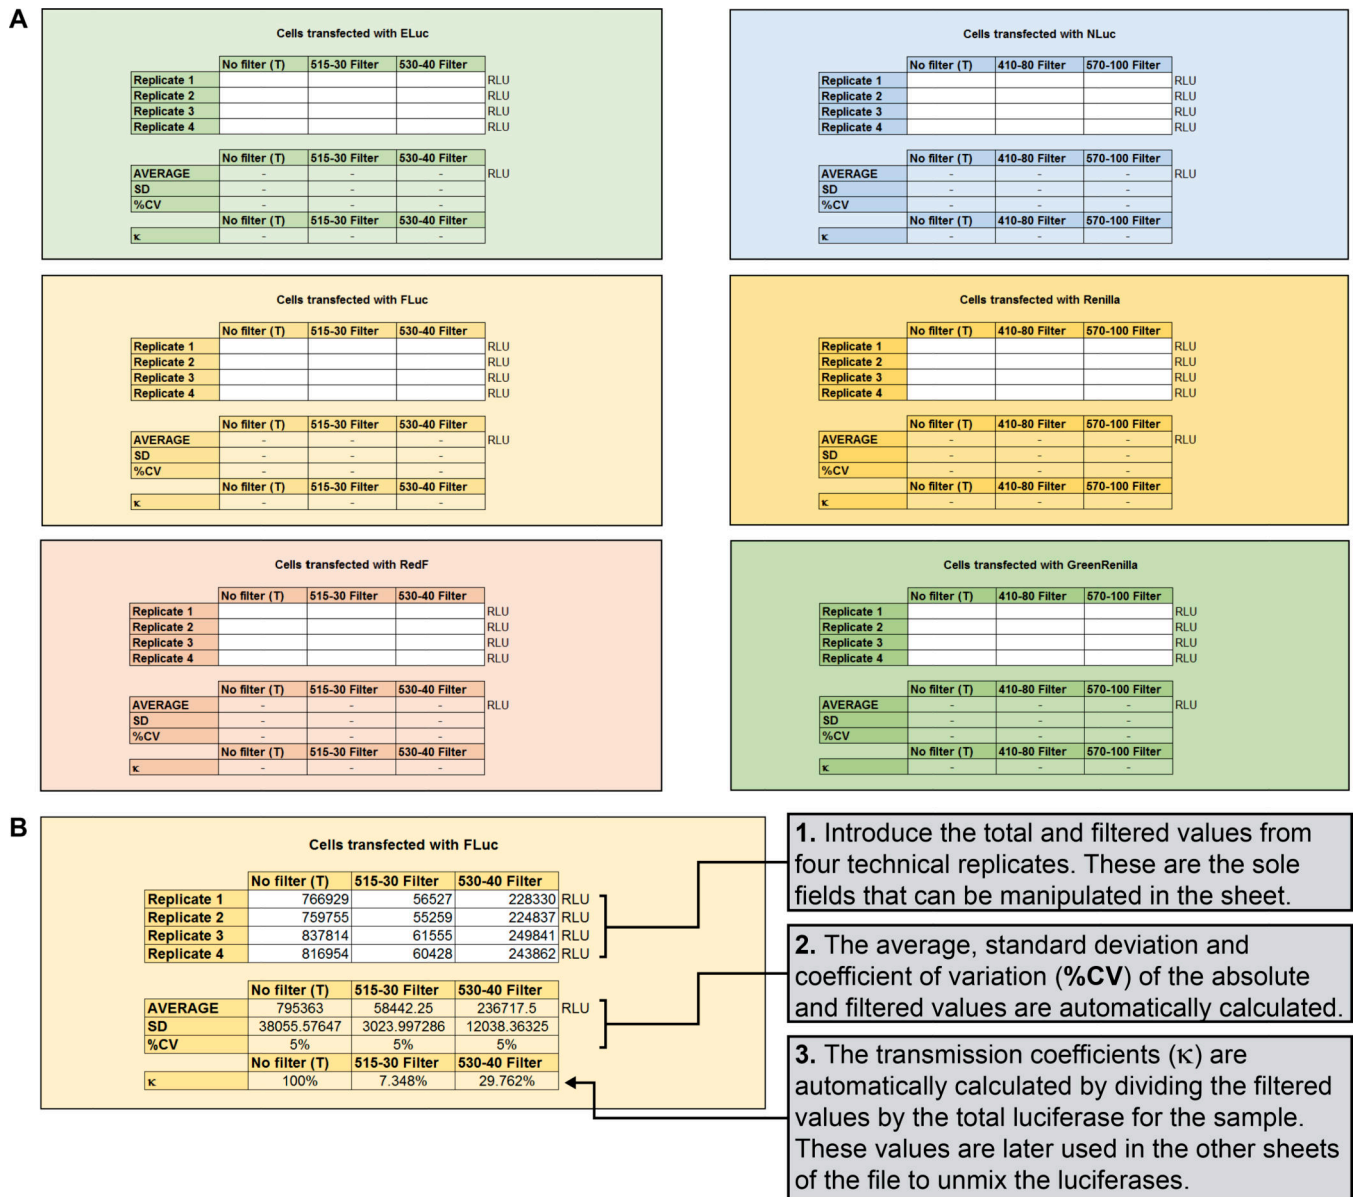 A
Cells transfected with ELuc
No filter (T) 515-30 Filter 530-40 Filter
Replicate 1 RLU
Replicate 2 RLU
Replicate 3 RLU
Replicate 4 RLU
No filter (T) 515-30 Filter 530-40 Filter
AVERAGE - - - RLU
SD - - -
%CV - - -
No filter (T) 515-30 Filter 530-40 Filter
κ - - -
Cells transfected with NLuc
No filter (T) 410-80 Filter 570-100 Filter
Replicate 1 RLU
Replicate 2 RLU
Replicate 3 RLU
Replicate 4 RLU
No filter (T) 410-80 Filter 570-100 Filter
AVERAGE - - - RLU
SD - - -
%CV - - -
No filter (T) 410-80 Filter 570-100 Filter
κ - - -
Cells transfected with FLuc
No filter (T) 515-30 Filter 530-40 Filter
Replicate 1 RLU
Replicate 2 RLU
Replicate 3 RLU
Replicate 4 RLU
No filter (T) 515-30 Filter 530-40 Filter
AVERAGE - - - RLU
SD - - -
%CV - - -
No filter (T) 515-30 Filter 530-40 Filter
κ - - -
Cells transfected with Renilla
No filter (T) 410-80 Filter 570-100 Filter
Replicate 1 RLU
Replicate 2 RLU
Replicate 3 RLU
Replicate 4 RLU
No filter (T) 410-80 Filter 570-100 Filter
AVERAGE - - - RLU
SD - - -
%CV - - -
No filter (T) 410-80 Filter 570-100 Filter
κ - - -
Cells transfected with RedF
No filter (T) 515-30 Filter 530-40 Filter
Replicate 1 RLU
Replicate 2 RLU
Replicate 3 RLU
Replicate 4 RLU
No filter (T) 515-30 Filter 530-40 Filter
AVERAGE - - - RLU
SD - - -
%CV - - -
No filter (T) 515-30 Filter 530-40 Filter
κ - - -
Cells transfected with GreenRenilla
No filter (T) 410-80 Filter 570-100 Filter
Replicate 1 RLU
Replicate 2 RLU
Replicate 3 RLU
Replicate 4 RLU
No filter (T) 410-80 Filter 570-100 Filter
AVERAGE - - - RLU
SD - - -
%CV - - -
No filter (T) 410-80 Filter 570-100 Filter
κ - - -
B
Cells transfected with FLuc
No filter (T) 515-30 Filter 530-40 Filter
Replicate 1 766929 56527 228330 RLU
Replicate 2 759755 55259 224837 RLU
Replicate 3 837814 61555 249841 RLU
Replicate 4 816954 60428 243862 RLU
No filter (T) 515-30 Filter 530-40 Filter
AVERAGE 795363 58442.25 236717.5 RLU
SD 38055.57647 3023.997286 12038.36325
%CV 5% 5% 5%
No filter (T) 515-30 Filter 530-40 Filter
κ 100% 7.348% 29.762%
1. Introduce the total and filtered values from
four technical replicates. These are the sole
fields that can be manipulated in the sheet.
2. The average, standard deviation and
coefficient of variation (%CV) of the absolute
and filtered values are automatically calculated.
3. The transmission coefficients (κ) are
automatically calculated by dividing the filtered
values by the total luciferase for the sample.
These values are later used in the other sheets
of the file to unmix the luciferases.